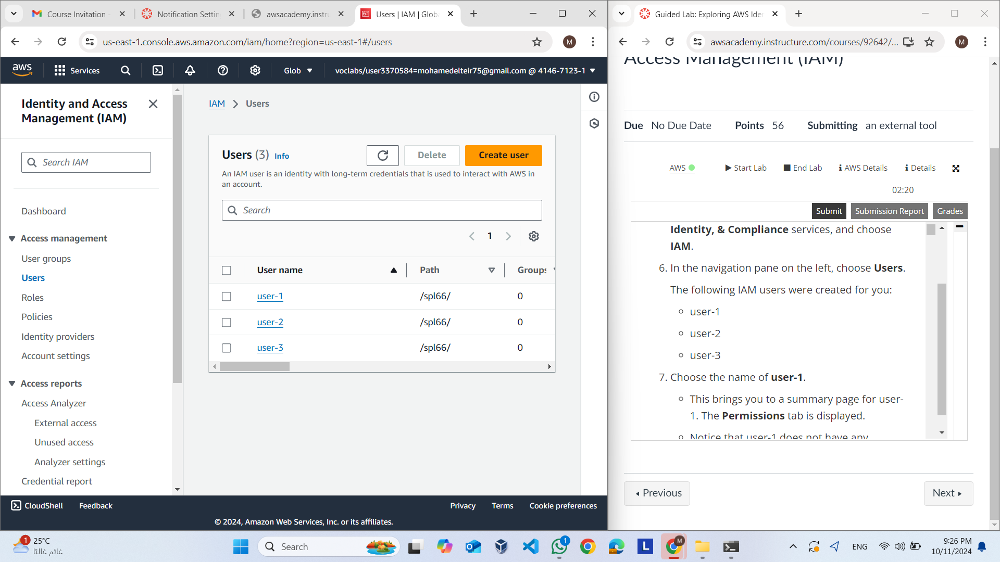 Course Invitation -
Notification Settin
awsacademy.instru
Users | IAM | Globa
us-east-1.console.aws.amazon.com/iam/home?region=us-east-1#/users
M
aws
Services
Glob
voclabs/user3370584=mohamedelteir75@gmail.com @ 4146-7123-1
Identity and Access
Management (IAM)
Search IAM
Dashboard
Access management
User groups
Users
Roles
Policies
Identity providers
Account settings
Access reports
Access Analyzer
External access
Unused access
Analyzer settings
Credential report
IAM > Users
Users (3) Info
Delete
Create user
An IAM user is an identity with long-term credentials that is used to interact with AWS in
an account.
Search
1
User name Path Groups
user-1 /spl66/ 0
user-2 /spl66/ 0
user-3 /spl66/ 0
CloudShell Feedback Privacy Terms Cookie preferences
© 2024, Amazon Web Services, Inc. or its affiliates.
Guided Lab: Exploring AWS Iden
awsacademy.instructure.com/courses/92642/...
M
Access Management (IAM)
Due No Due Date Points 56 Submitting an external tool
AWS Start Lab End Lab AWS Details Details
02:20
Submit Submission Report Grades
Identity, & Compliance services, and choose
IAM.
6. In the navigation pane on the left, choose Users.
The following IAM users were created for you:
user-1
user-2
user-3
7. Choose the name of user-1.
This brings you to a summary page for user-
1. The Permissions tab is displayed.
Notice that user-1 does not have any
Previous
Next
1
25°C
غائم غالبًا
Search
1
L
M
ENG
9:26 PM
10/11/2024